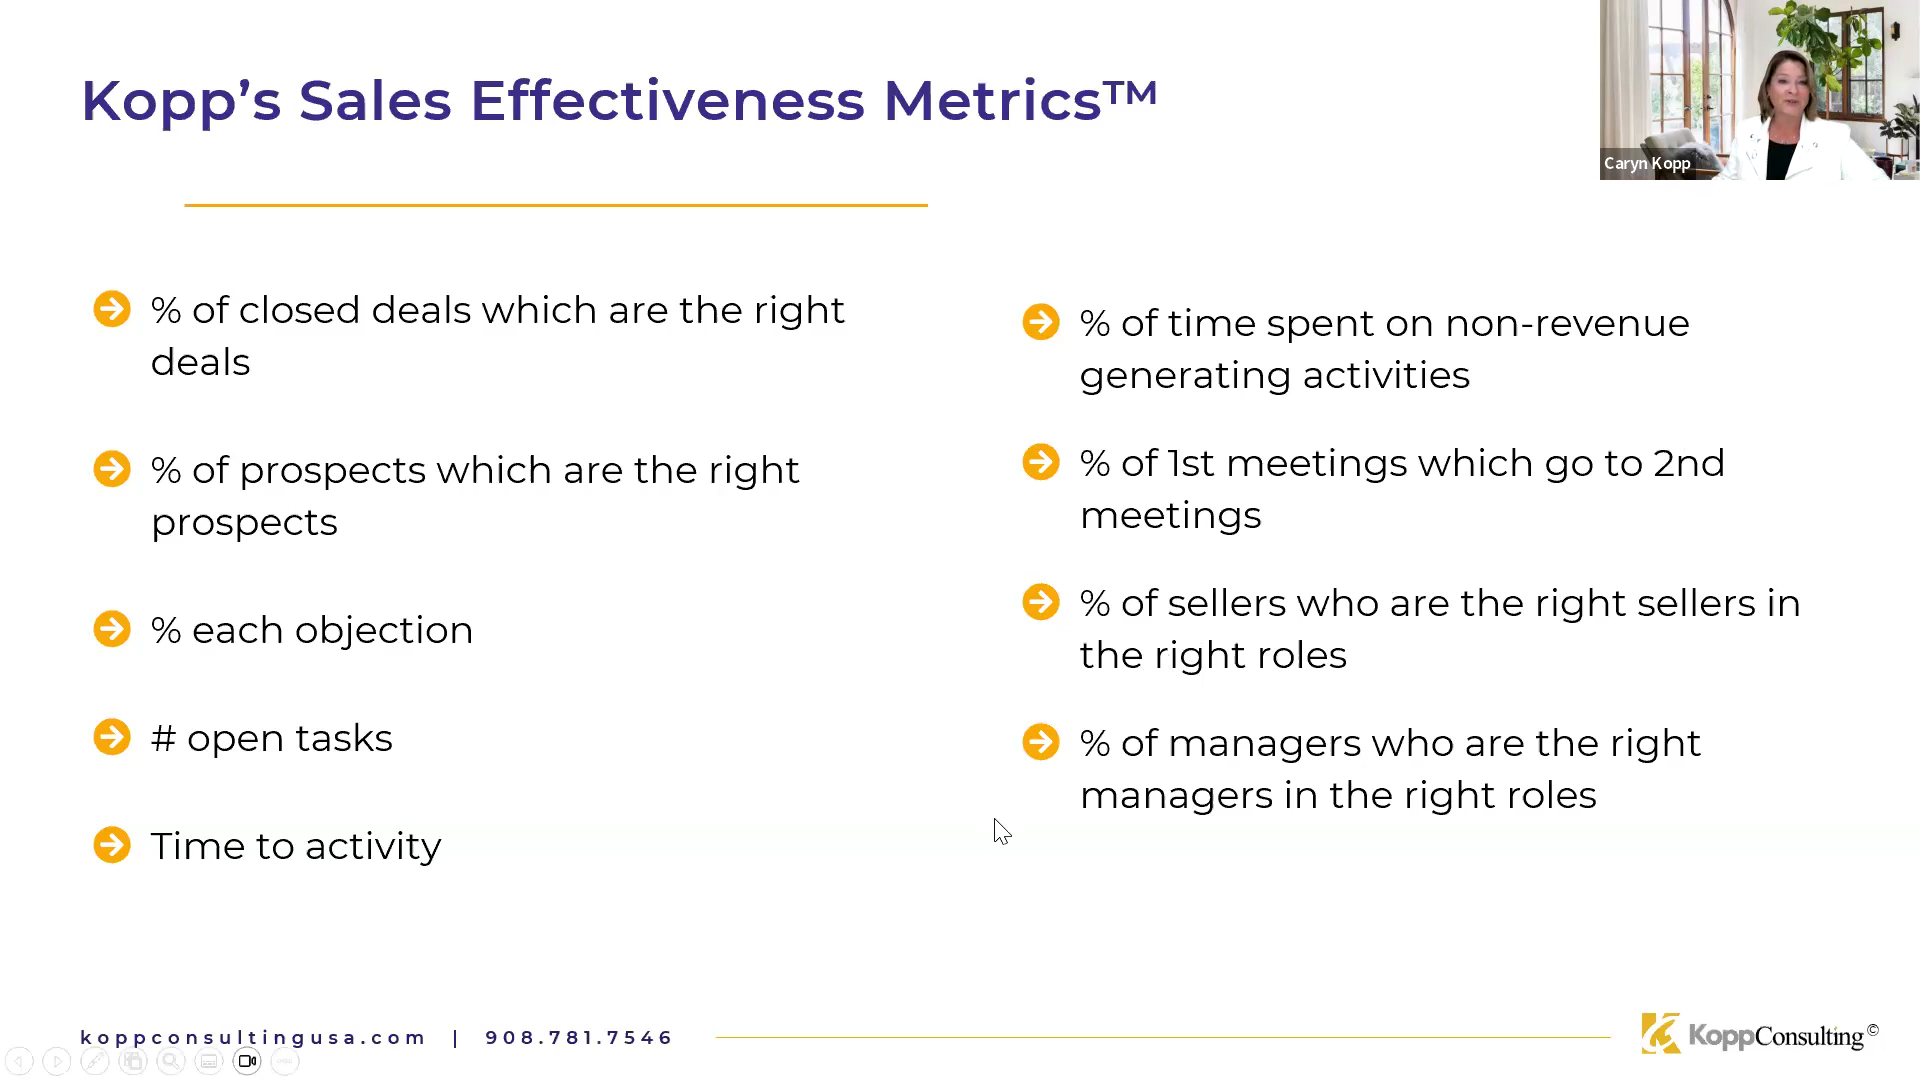 Kopp’s Sales Effectiveness Metrics™
Caryn Kopp
% of closed deals which are the right
deals
% of prospects which are the right
prospects
% each objection
# open tasks
Time to activity
% of time spent on non-revenue
generating activities
% of 1st meetings which go to 2nd
meetings
% of sellers who are the right sellers in
the right roles
% of managers who are the right
managers in the right roles
koppconsultingusa.com | 908.781.7546
KoppConsulting©